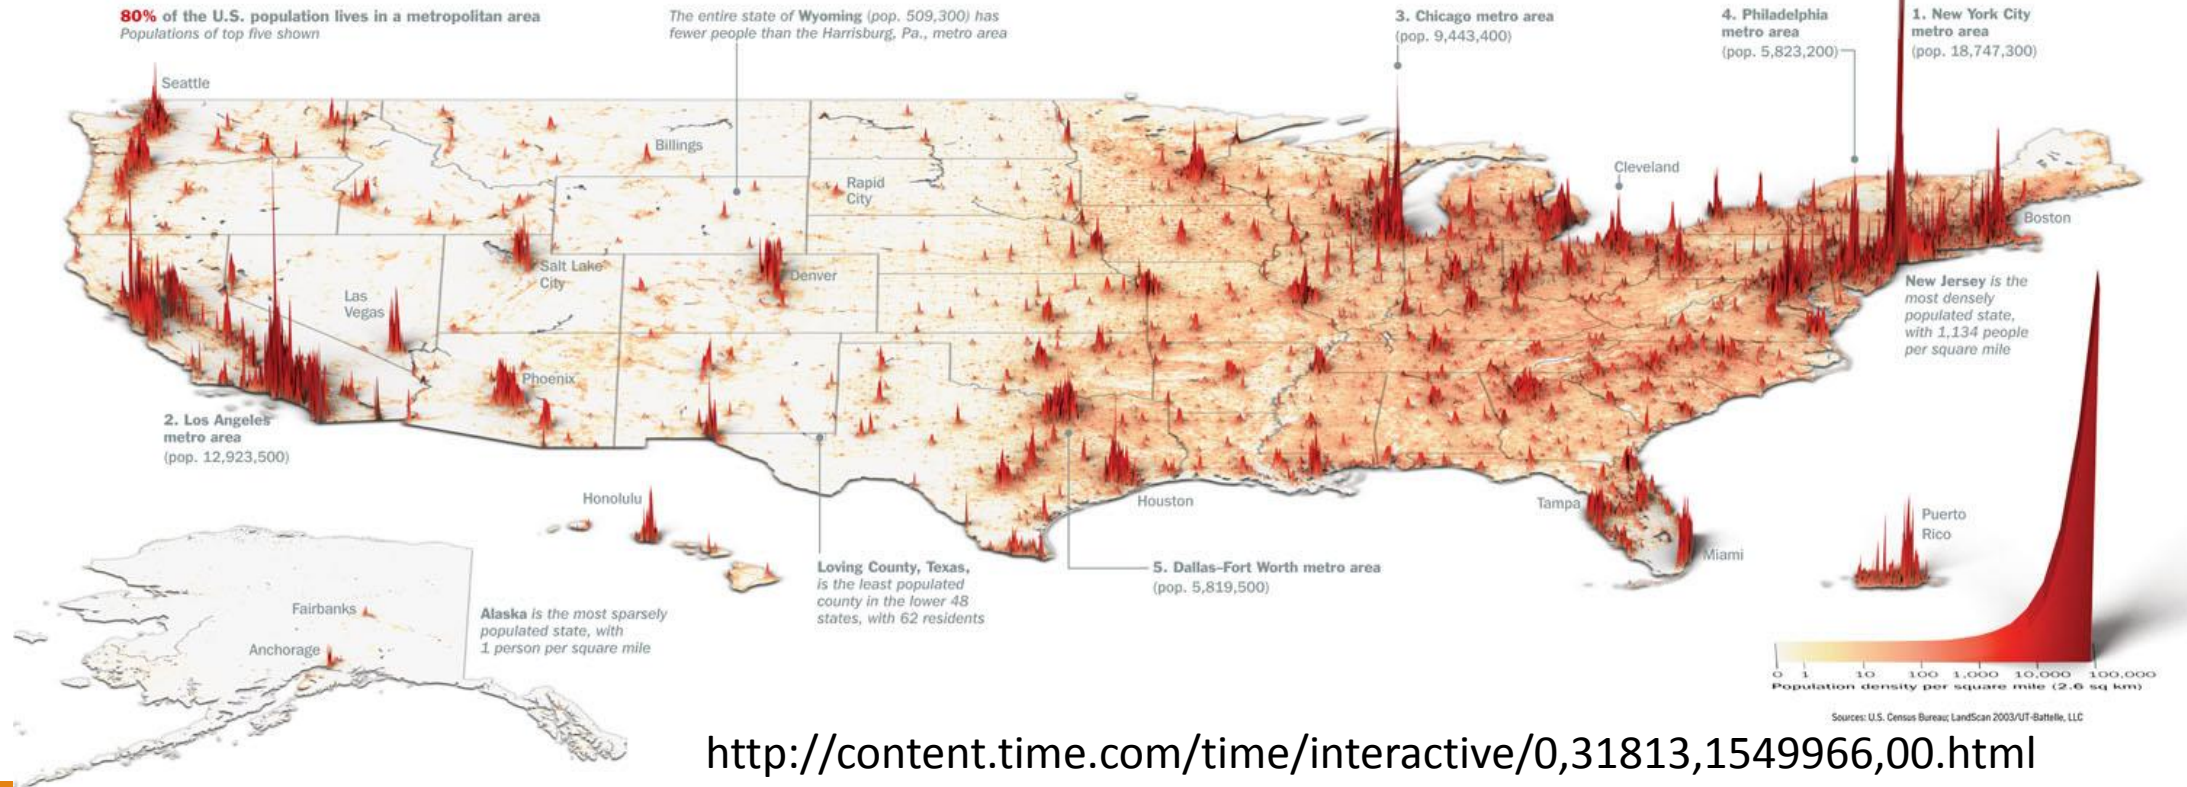 80% of the U.S. population lives in a metropolitan area
Populations of top five shown
The entire state of Wyoming (pop. 509,300) has
fewer people than the Harrisburg, Pa., metro area
3. Chicago metro area
(pop. 9,443,400)
4. Philadelphia
metro area
(pop. 5,823,200)
1. New York City
metro area
(pop. 18,747,300)
Seattle
Billings
Rapid
City
Cleveland
Boston
Salt Lake
City
Denver
Las
Vegas
New Jersey is the
most densely
populated state,
with 1,134 people
per square mile
Phoenix
2. Los Angeles
metro area
(pop. 12,923,500)
Honolulu
Houston
Tampa
Miami
Puerto
Rico
Loving County, Texas,
is the least populated
county in the lower 48
states, with 62 residents
5. Dallas–Fort Worth metro area
(pop. 5,819,500)
Fairbanks
Anchorage
Alaska is the most sparsely
populated state, with
1 person per square mile
0 1 10 100 1,000 10,000 100,000
Population density per square mile (2.6 sq km)
Sources: U.S. Census Bureau; LandScan 2003/UT-Battelle, LLC
http://content.time.com/time/interactive/0,31813,1549966,00.html